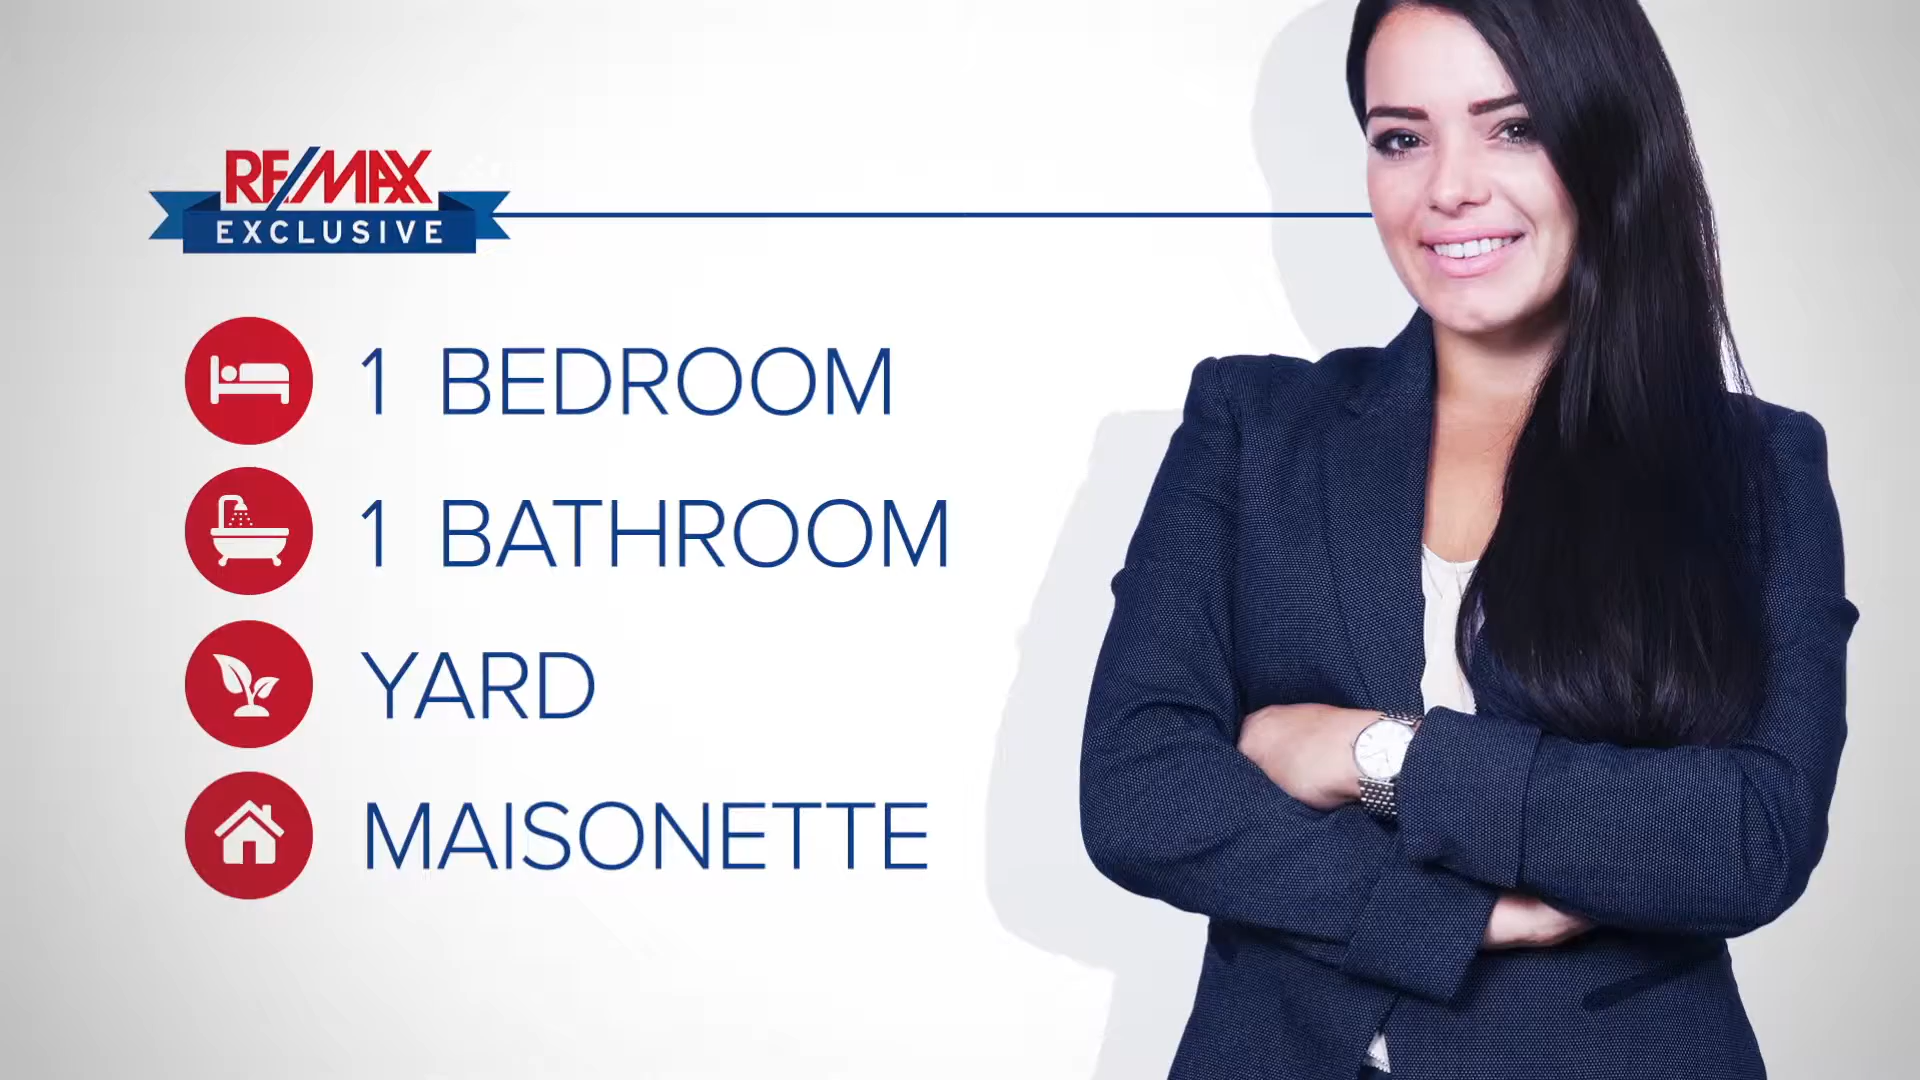 RE/MAX
EXCLUSIVE
1 BEDROOM
1 BATHROOM
YARD
MAISONETTE